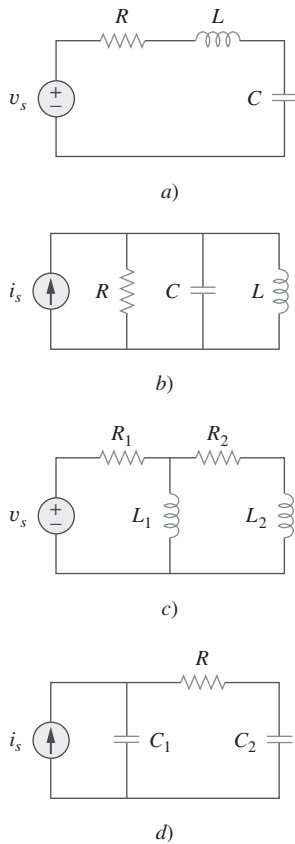 R L
v_s + − C
a)
i_s R C L
b)
R_1 R_2
v_s + − L_1 L_2
c)
R
i_s C_1 C_2
d)